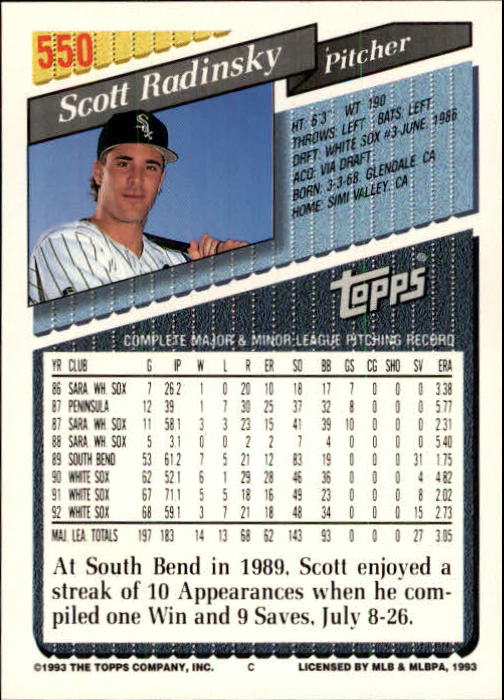 550
Scott Radinsky
Pitcher
HT: 6'3" WT: 190
THROWS: LEFT BATS: LEFT
DRFT: WHITE SOX #3-JUNE, 1986
ACQ: VIA DRAFT
BORN: 3-3-68, GLENDALE, CA
HOME: SIMI VALLEY, CA
TOPPS®
COMPLETE MAJOR & MINOR LEAGUE PITCHING RECORD
YR CLUB G IP W L R ER SO BB GS CG SHO SV ERA
86 SARA. WH. SOX 7 26.2 1 0 20 10 18 17 7 0 0 0 3.38
87 PENINSULA 12 39 1 7 30 25 37 32 8 0 0 0 5.77
87 SARA. WH. SOX 11 58.1 3 3 23 15 41 39 10 0 0 0 2.31
88 SARA. WH. SOX 5 3.1 0 0 2 2 7 4 0 0 0 0 5.40
89 SOUTH BEND 53 61.2 7 5 21 12 83 19 0 0 0 31 1.75
90 WHITE SOX 62 52.1 6 1 29 28 46 36 0 0 0 4 4.82
91 WHITE SOX 67 71.1 5 5 18 16 49 23 0 0 0 8 2.02
92 WHITE SOX 68 59.1 3 7 21 18 48 34 0 0 0 15 2.73
MAJ. LEA. TOTALS 197 183 14 13 68 62 143 93 0 0 0 27 3.05
At South Bend in 1989, Scott enjoyed a
streak of 10 Appearances when he com-
piled one Win and 9 Saves, July 8-26.
©1993 THE TOPPS COMPANY, INC. C LICENSED BY MLB & MLBPA, 1993